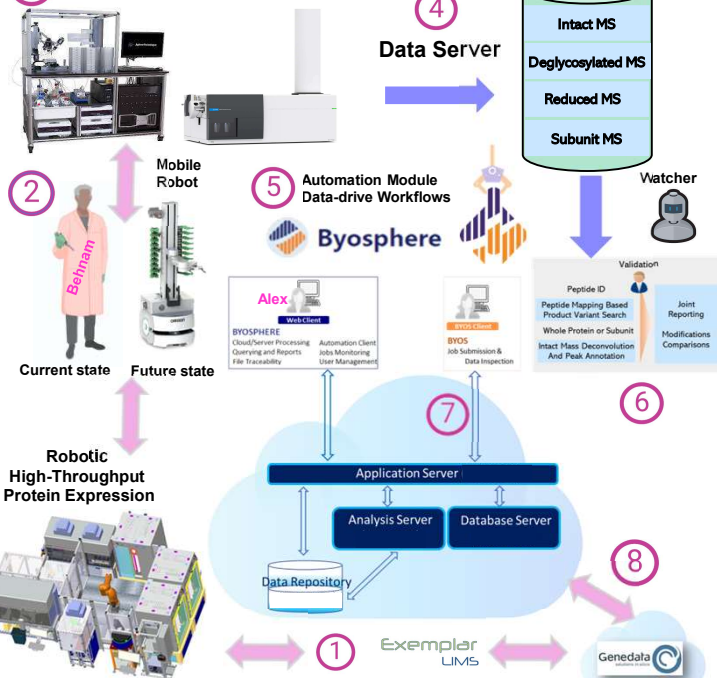 4
Data Server
Intact MS
Deglycosylated MS
Reduced MS
Subunit MS
2
Mobile
Robot
Behnam
Current state
Future state
5
Automation Module
Data-drive Workflows
Byosphere
Watcher
Validation
Peptide ID
Peptide Mapping Based
Product Variant Search
Whole Protein or Subunit
Intact Mass Deconvolution
And Peak Annotation
Joint
Reporting
Modifications
Comparisons
6
Alex
Web Client
BYOSPHERE
Cloud/Server Processing
Querying and Reports
File Traceability
Automation Client
Jobs Monitoring
User Management
BYOS Client
BYOS
Job Submission &
Data Inspection
7
Robotic
High-Throughput
Protein Expression
Application Server
Analysis Server
Database Server
Data Repository
8
1
Exemplar
LIMS
Genedata